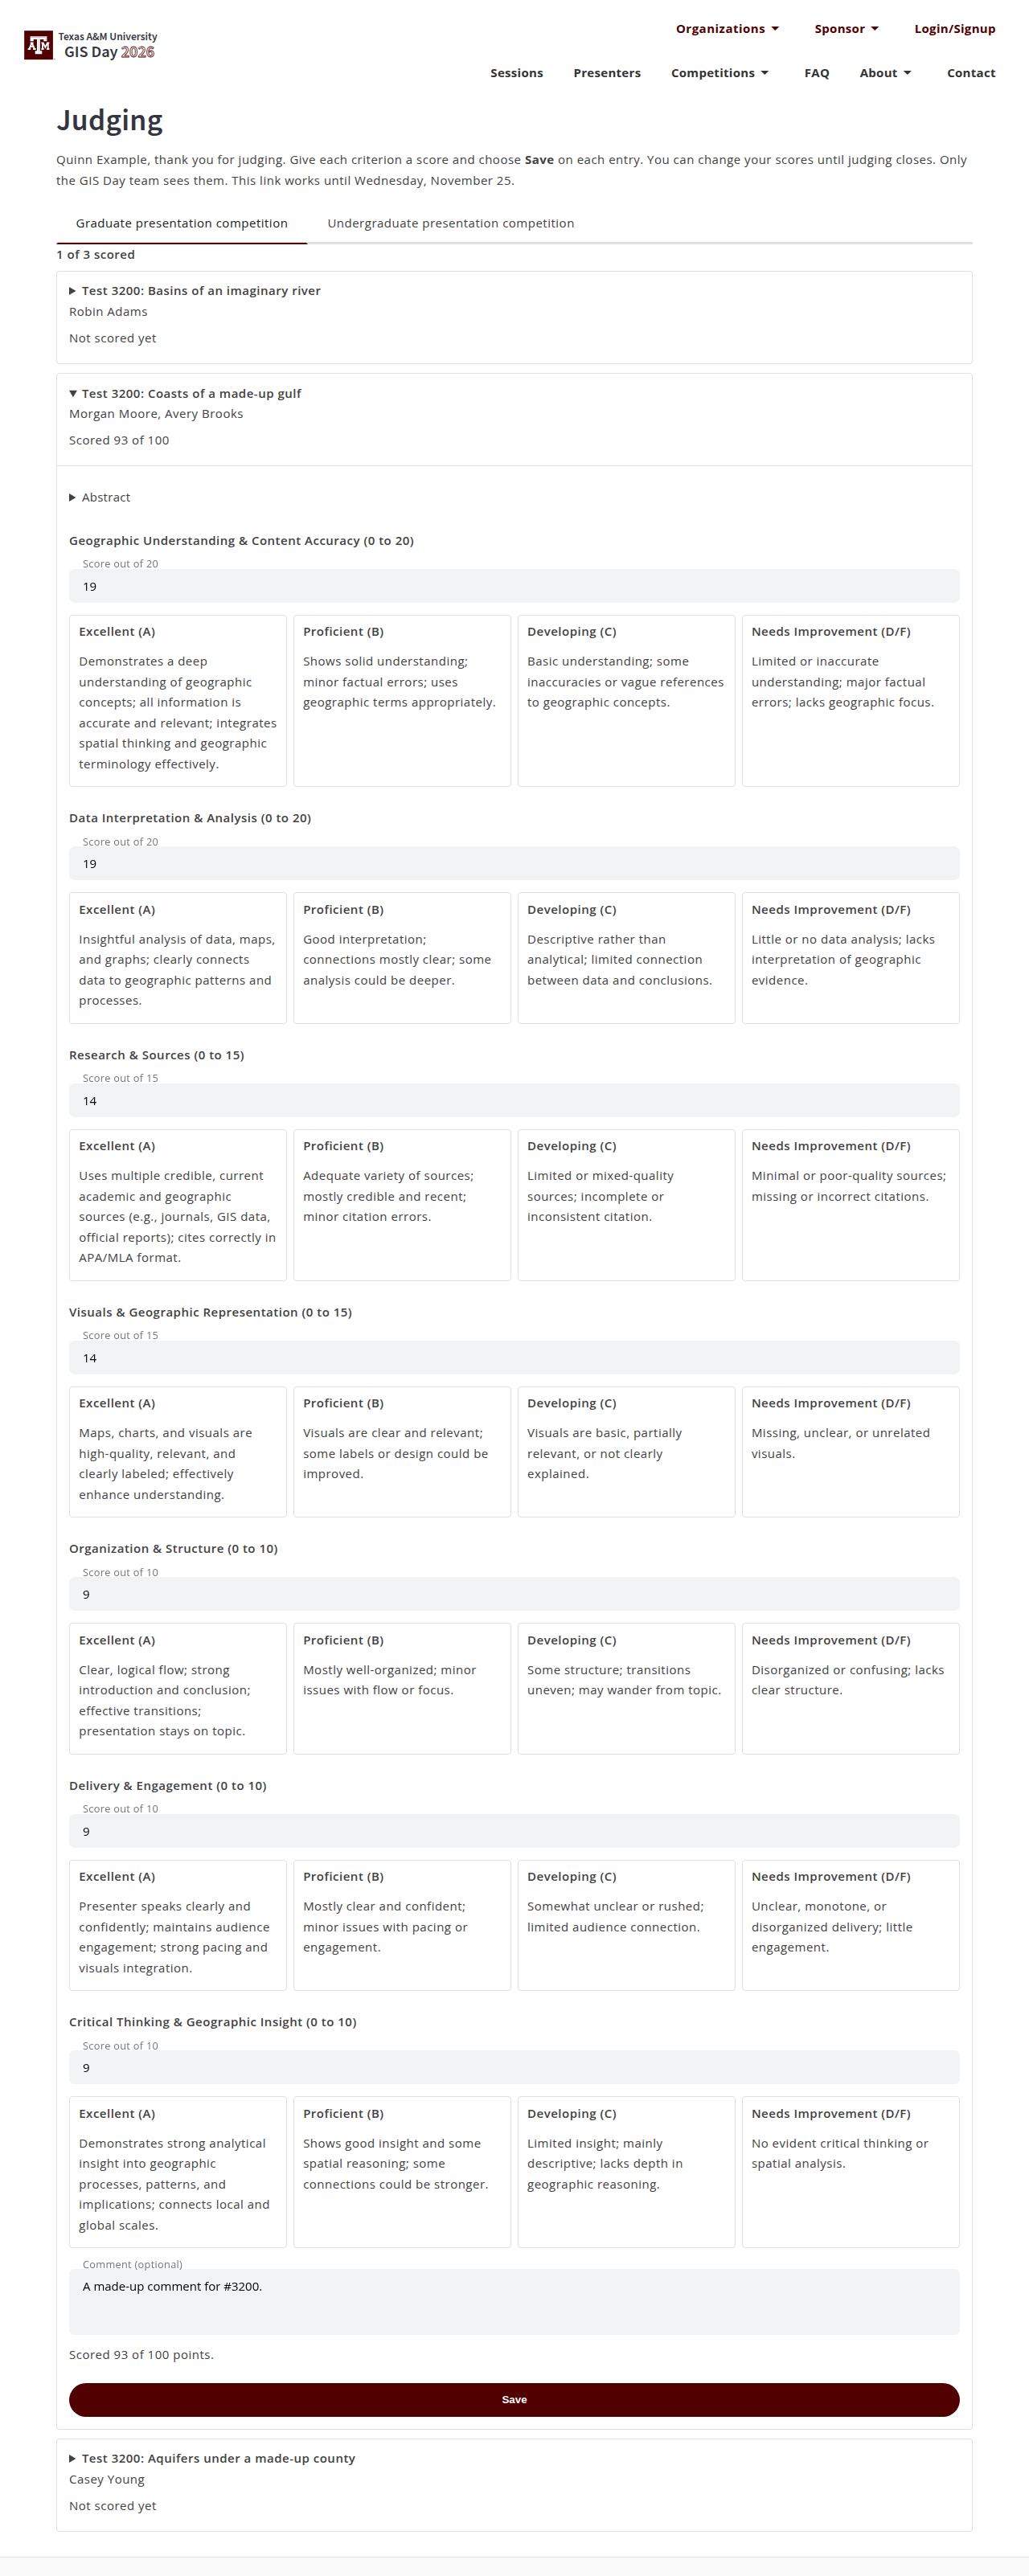 Texas A&M University
GIS Day 2026
Organizations
Sponsor
Login/Signup
Sessions
Presenters
Competitions
FAQ
About
Contact
Judging
Quinn Example, thank you for judging. Give each criterion a score and choose Save on each entry. You can change your scores until judging closes. Only
the GIS Day team sees them. This link works until Wednesday, November 25.
Graduate presentation competition
Undergraduate presentation competition
1 of 3 scored
Test 3200: Basins of an imaginary river
Robin Adams
Not scored yet
Test 3200: Coasts of a made-up gulf
Morgan Moore, Avery Brooks
Scored 93 of 100
Abstract
Geographic Understanding & Content Accuracy (0 to 20)
Score out of 20
19
Excellent (A)
Demonstrates a deep
understanding of geographic
concepts; all information is
accurate and relevant; integrates
spatial thinking and geographic
terminology effectively.
Proficient (B)
Shows solid understanding;
minor factual errors; uses
geographic terms appropriately.
Developing (C)
Basic understanding; some
inaccuracies or vague references
to geographic concepts.
Needs Improvement (D/F)
Limited or inaccurate
understanding; major factual
errors; lacks geographic focus.
Data Interpretation & Analysis (0 to 20)
Score out of 20
19
Excellent (A)
Insightful analysis of data, maps,
and graphs; clearly connects
data to geographic patterns and
processes.
Proficient (B)
Good interpretation;
connections mostly clear; some
analysis could be deeper.
Developing (C)
Descriptive rather than
analytical; limited connection
between data and conclusions.
Needs Improvement (D/F)
Little or no data analysis; lacks
interpretation of geographic
evidence.
Research & Sources (0 to 15)
Score out of 15
14
Excellent (A)
Uses multiple credible, current
academic and geographic
sources (e.g., journals, GIS data,
official reports); cites correctly in
APA/MLA format.
Proficient (B)
Adequate variety of sources;
mostly credible and recent;
minor citation errors.
Developing (C)
Limited or mixed-quality
sources; incomplete or
inconsistent citation.
Needs Improvement (D/F)
Minimal or poor-quality sources;
missing or incorrect citations.
Visuals & Geographic Representation (0 to 15)
Score out of 15
14
Excellent (A)
Maps, charts, and visuals are
high-quality, relevant, and
clearly labeled; effectively
enhance understanding.
Proficient (B)
Visuals are clear and relevant;
some labels or design could be
improved.
Developing (C)
Visuals are basic, partially
relevant, or not clearly
explained.
Needs Improvement (D/F)
Missing, unclear, or unrelated
visuals.
Organization & Structure (0 to 10)
Score out of 10
9
Excellent (A)
Clear, logical flow; strong
introduction and conclusion;
effective transitions;
presentation stays on topic.
Proficient (B)
Mostly well-organized; minor
issues with flow or focus.
Developing (C)
Some structure; transitions
uneven; may wander from topic.
Needs Improvement (D/F)
Disorganized or confusing; lacks
clear structure.
Delivery & Engagement (0 to 10)
Score out of 10
9
Excellent (A)
Presenter speaks clearly and
confidently; maintains audience
engagement; strong pacing and
visuals integration.
Proficient (B)
Mostly clear and confident;
minor issues with pacing or
engagement.
Developing (C)
Somewhat unclear or rushed;
limited audience connection.
Needs Improvement (D/F)
Unclear, monotone, or
disorganized delivery; little
engagement.
Critical Thinking & Geographic Insight (0 to 10)
Score out of 10
9
Excellent (A)
Demonstrates strong analytical
insight into geographic
processes, patterns, and
implications; connects local and
global scales.
Proficient (B)
Shows good insight and some
spatial reasoning; some
connections could be stronger.
Developing (C)
Limited insight; mainly
descriptive; lacks depth in
geographic reasoning.
Needs Improvement (D/F)
No evident critical thinking or
spatial analysis.
Comment (optional)
A made-up comment for #3200.
Scored 93 of 100 points.
Save
Test 3200: Aquifers under a made-up county
Casey Young
Not scored yet